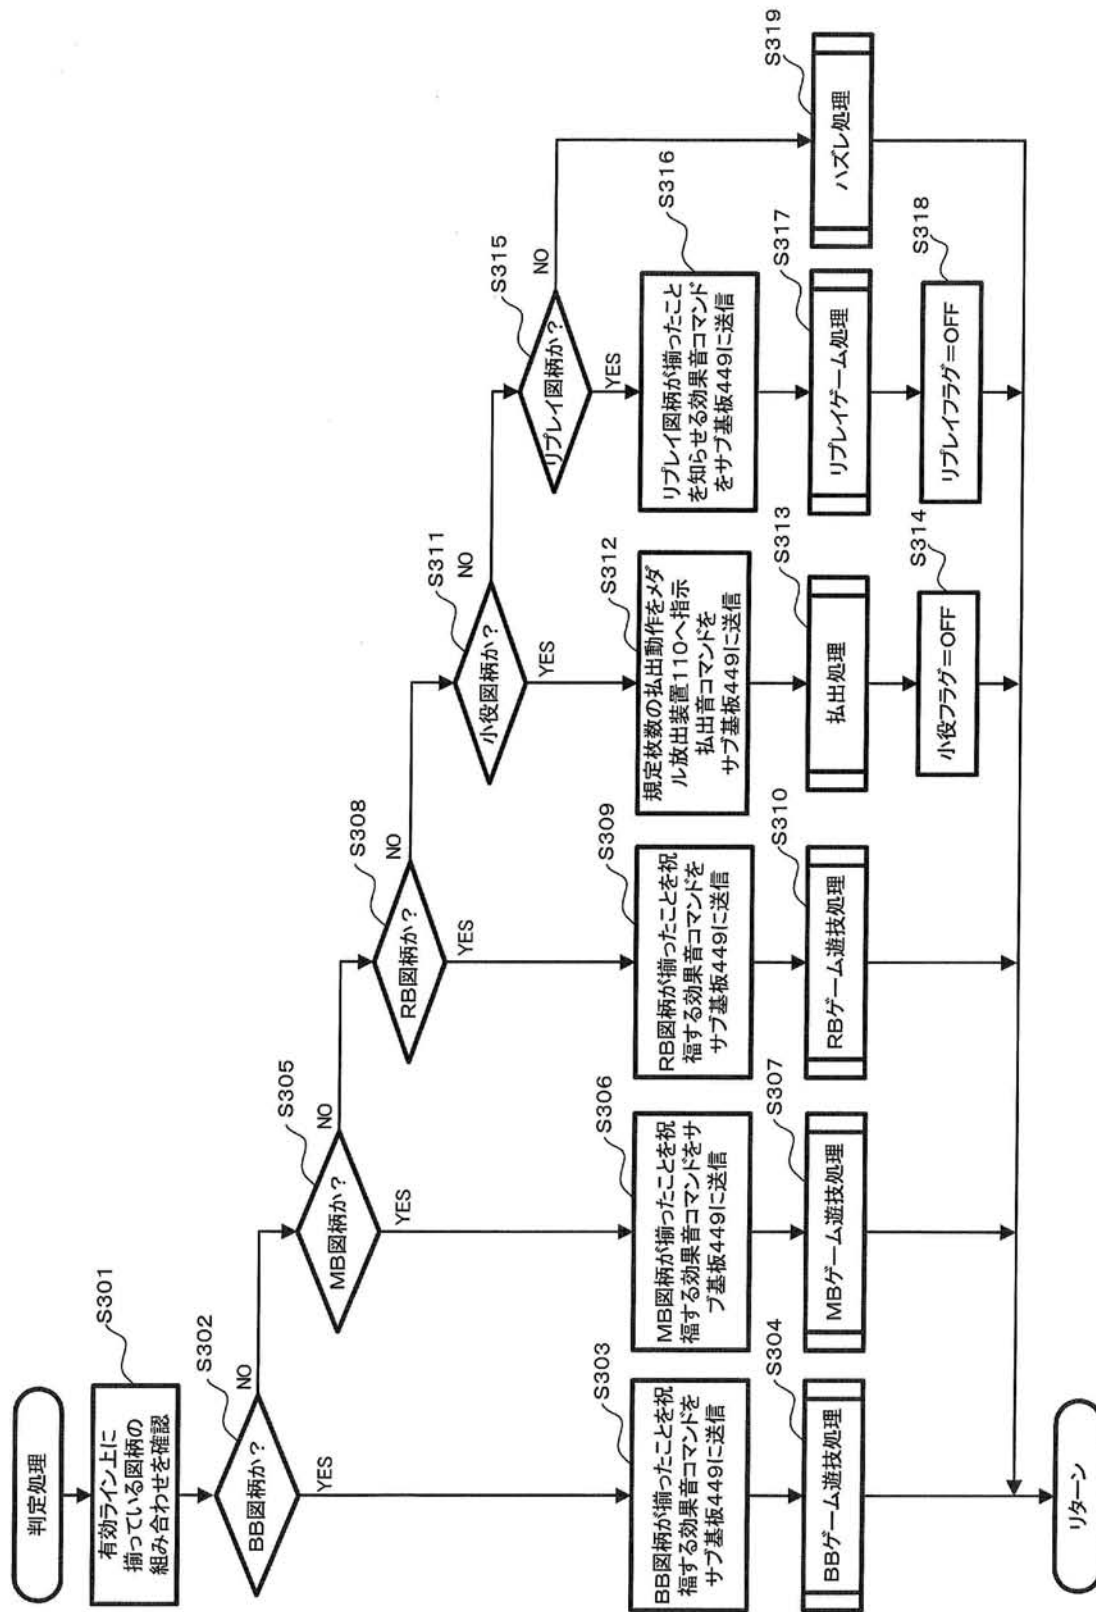 判定処理
S301
有効ライン上に
揃っている図柄の
組み合わせを確認
S302
BB図柄か?
NO
YES
S303
BB図柄が揃ったことを祝
福する効果音コマンドを
サブ基板449に送信
S304
BBゲーム遊技処理
S305
MB図柄か?
NO
YES
S306
MB図柄が揃ったことを祝
福する効果音コマンドをサ
ブ基板449に送信
S307
MBゲーム遊技処理
S308
RB図柄か?
NO
YES
S309
RB図柄が揃ったことを祝
福する効果音コマンドを
サブ基板449に送信
S310
RBゲーム遊技処理
S311
小役図柄か?
NO
YES
S312
規定枚数の払出動作をメダ
ル放出装置110へ指示
払出音コマンドを
サブ基板449に送信
S313
払出処理
S314
小役フラグ=OFF
S315
リプレイ図柄か?
NO
YES
S316
リプレイ図柄が揃ったこと
を知らせる効果音コマンド
をサブ基板449に送信
S317
リプレイゲーム処理
S318
リプレイフラグ=OFF
S319
ハズレ処理
リターン